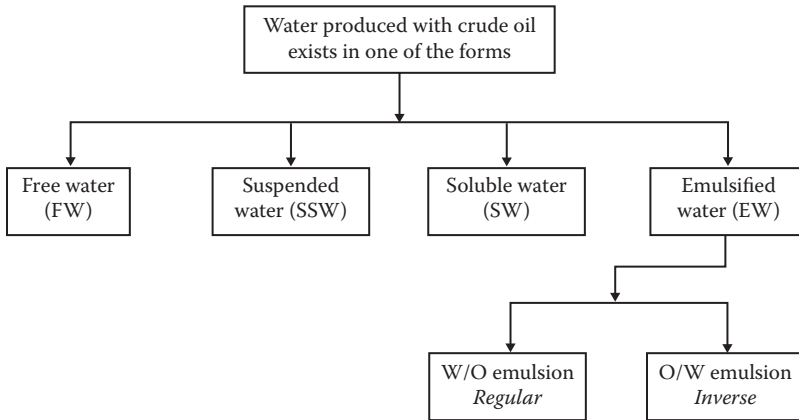 Water produced with crude oil
exists in one of the forms
Free water
(FW)
Suspended
water (SSW)
Soluble water
(SW)
Emulsified
water (EW)
W/O emulsion
Regular
O/W emulsion
Inverse